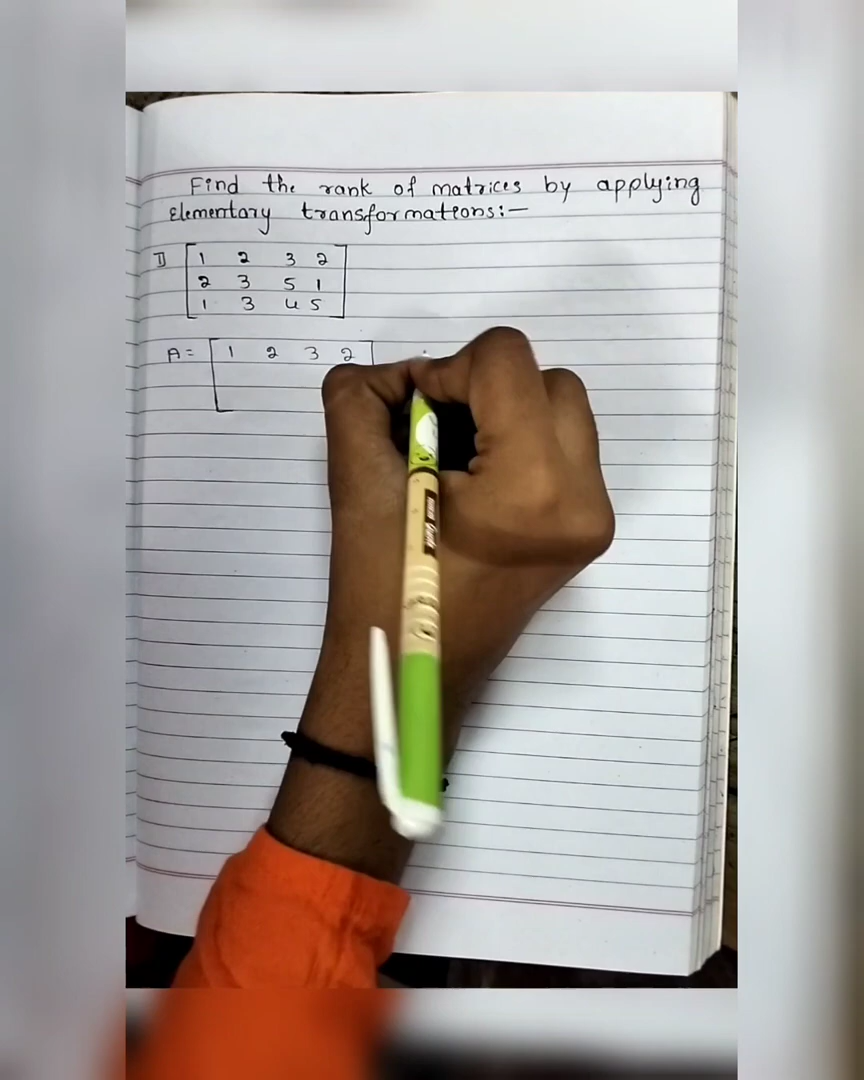 Find the rank of matrices by applying
Elementary transformations:—
1) [ 1 2 3 2
2 3 5 1
1 3 4 5 ]
A = [ 1 2 3 2